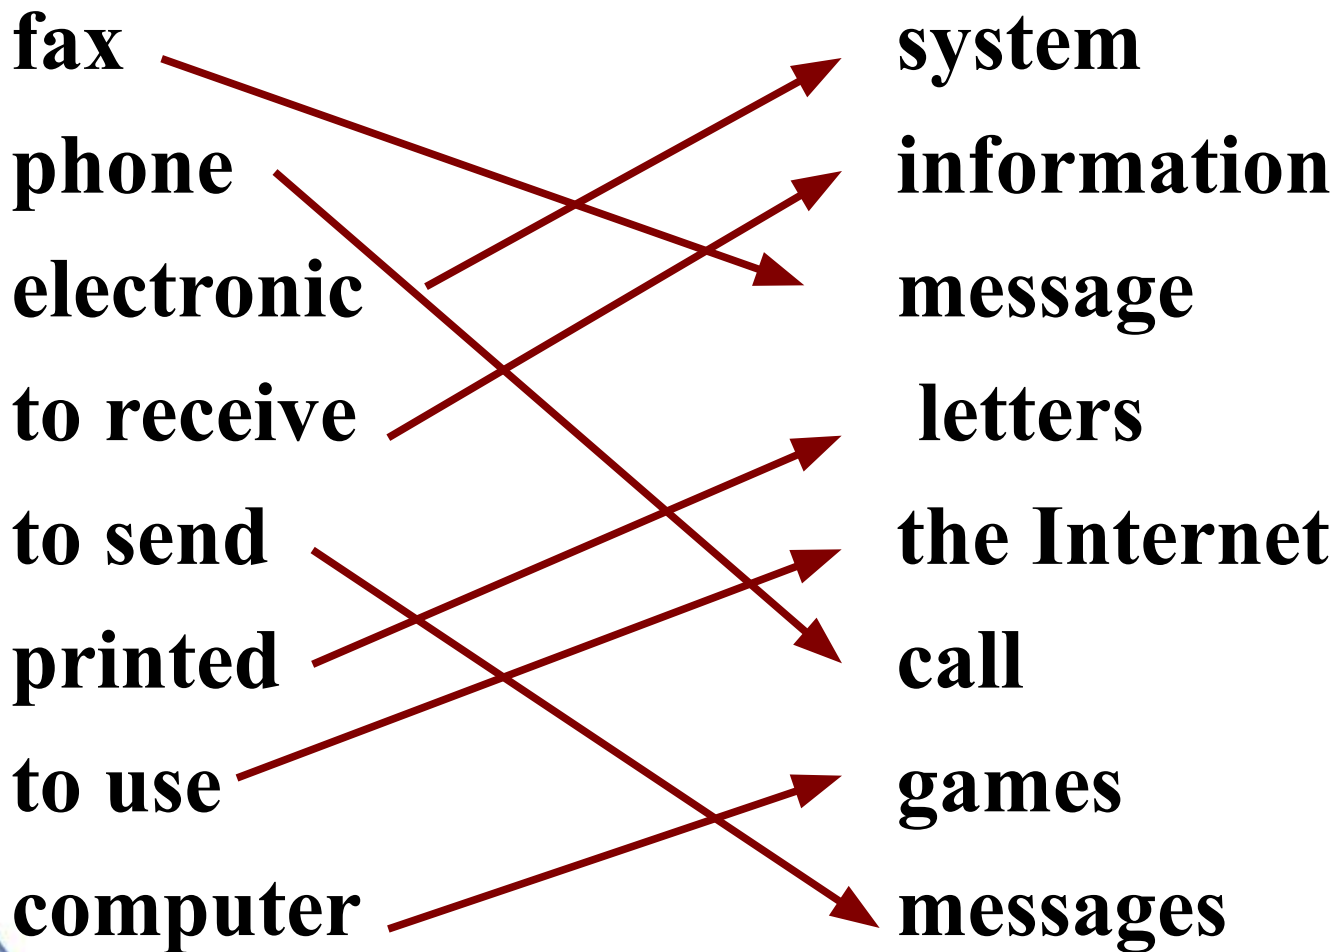 fax system
phone information
electronic message
to receive letters
to send the Internet
printed call
to use games
computer messages